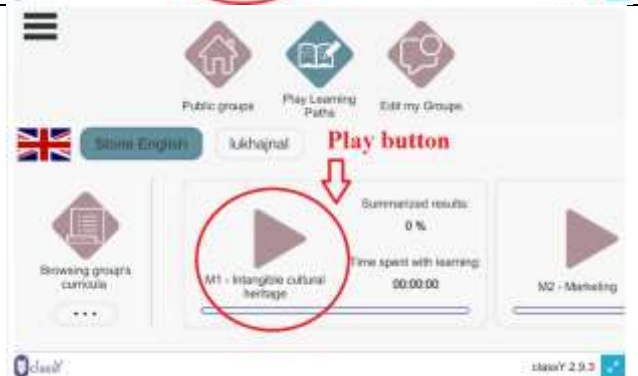 Public groups
Play Learning
Paths
Edit my Groups
Stone English
lukhajnal
Play button
Browsing group's
curricula
...
M1 - Intangible cultural
heritage
Summarized results:
0 %
Time spent with learning:
00:00:00
M2 - Marketing
classY
classY 2.9.3